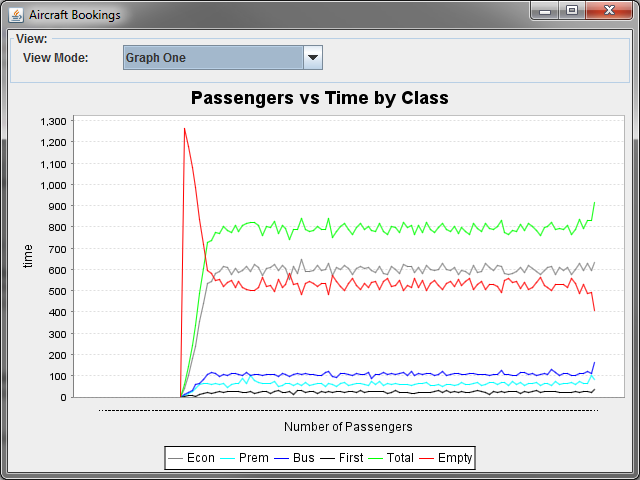 Aircraft Bookings
View:
View Mode: Graph One
Passengers vs Time by Class
1,300
1,200
1,100
1,000
900
800
700
600
500
400
300
200
100
0
time
Number of Passengers
Econ Prem Bus First Total Empty